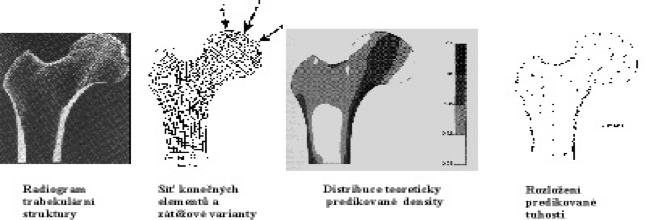 Radiogram
trabekulární
struktury
Síť konečných
elementů a
zátěžové varianty
Distribuce teoreticky
predikované density
Rozložení
predikované
tuhosti